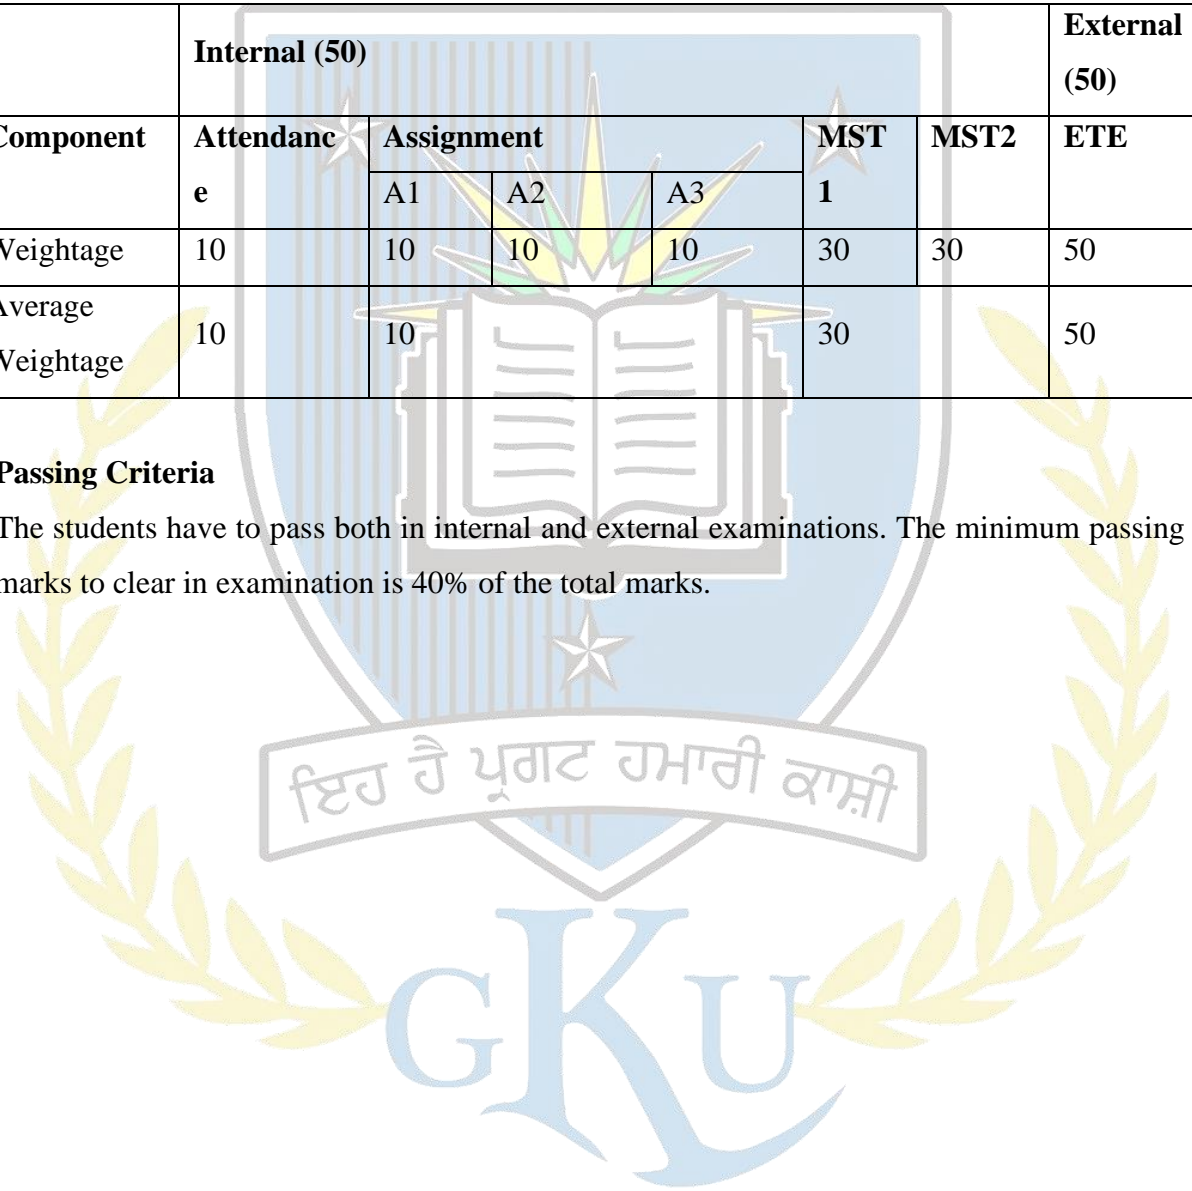 Internal (50)
External
(50)
Component
Attendanc
e
Assignment
MST
1
MST2
ETE
A1
A2
A3
Weightage
10
10
10
10
30
30
50
Average
Weightage
10
10
30
50
Passing Criteria
The students have to pass both in internal and external examinations. The minimum passing
marks to clear in examination is 40% of the total marks.
ਇਹ ਹੈ ਪ੍ਰਗਟ ਹਮਾਰੀ ਕਾਸ਼ੀ
GKU